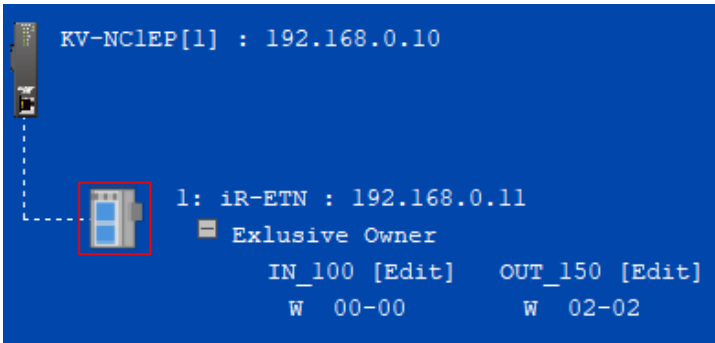 KV-NC1EP[1] : 192.168.0.10
1: iR-ETN : 192.168.0.11
Exlusive Owner
IN_100 [Edit] OUT_150 [Edit]
W 00-00 W 02-02